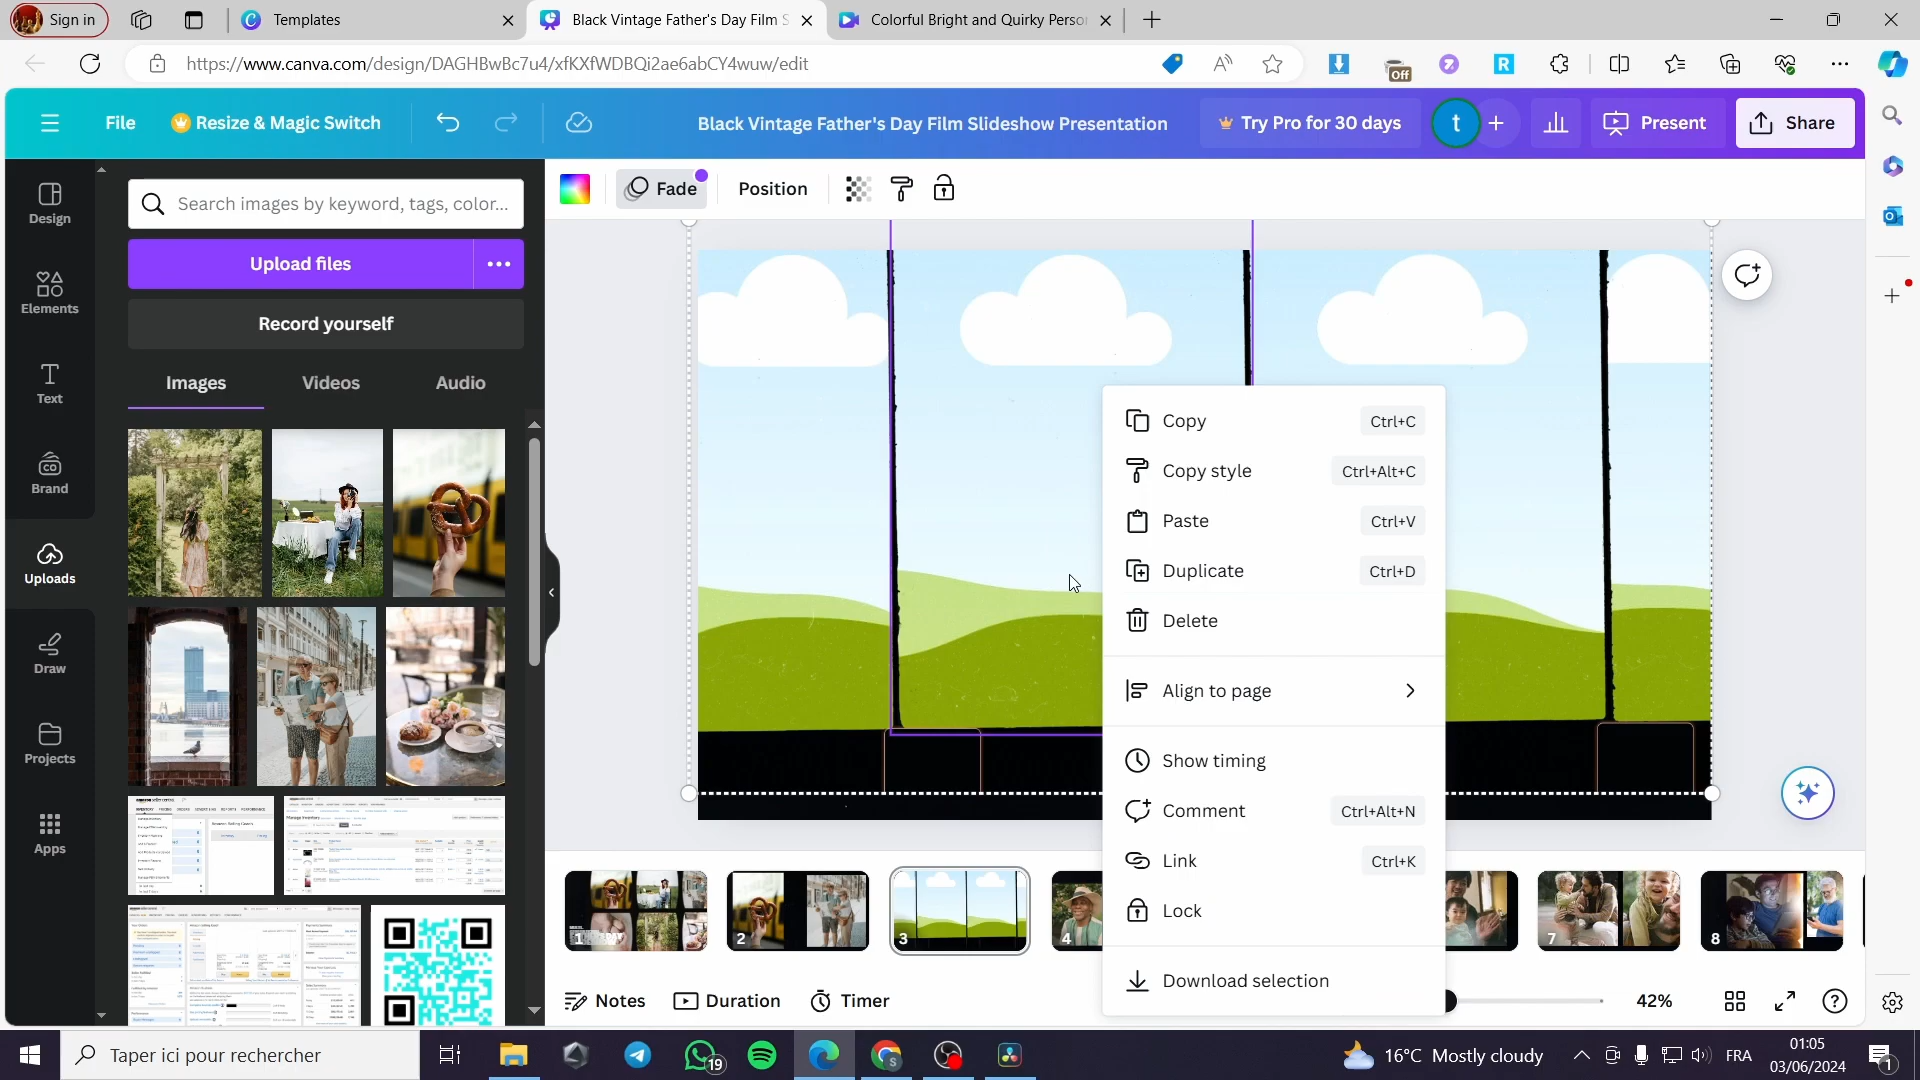 Sign in
Templates
Black Vintage Father's Day Film S
Colorful Bright and Quirky Perso
https://www.canva.com/design/DAGHBwBc7u4/xfKXfWDBQi2ae6abCY4wuw/edit
Off
File
Resize & Magic Switch
Black Vintage Father's Day Film Slideshow Presentation
Try Pro for 30 days
t
Present
Share
Design
Elements
Text
Brand
Uploads
Draw
Projects
Apps
Search images by keyword, tags, color...
Upload files
Record yourself
Images
Videos
Audio
Fade
Position
Copy
Ctrl+C
Copy style
Ctrl+Alt+C
Paste
Ctrl+V
Duplicate
Ctrl+D
Delete
Align to page
Show timing
Comment
Ctrl+Alt+N
Link
Ctrl+K
Lock
Download selection
1
2
3
4
7
8
Notes
Duration
Timer
42%
Taper ici pour rechercher
19
16°C Mostly cloudy
FRA
01:05
03/06/2024
1